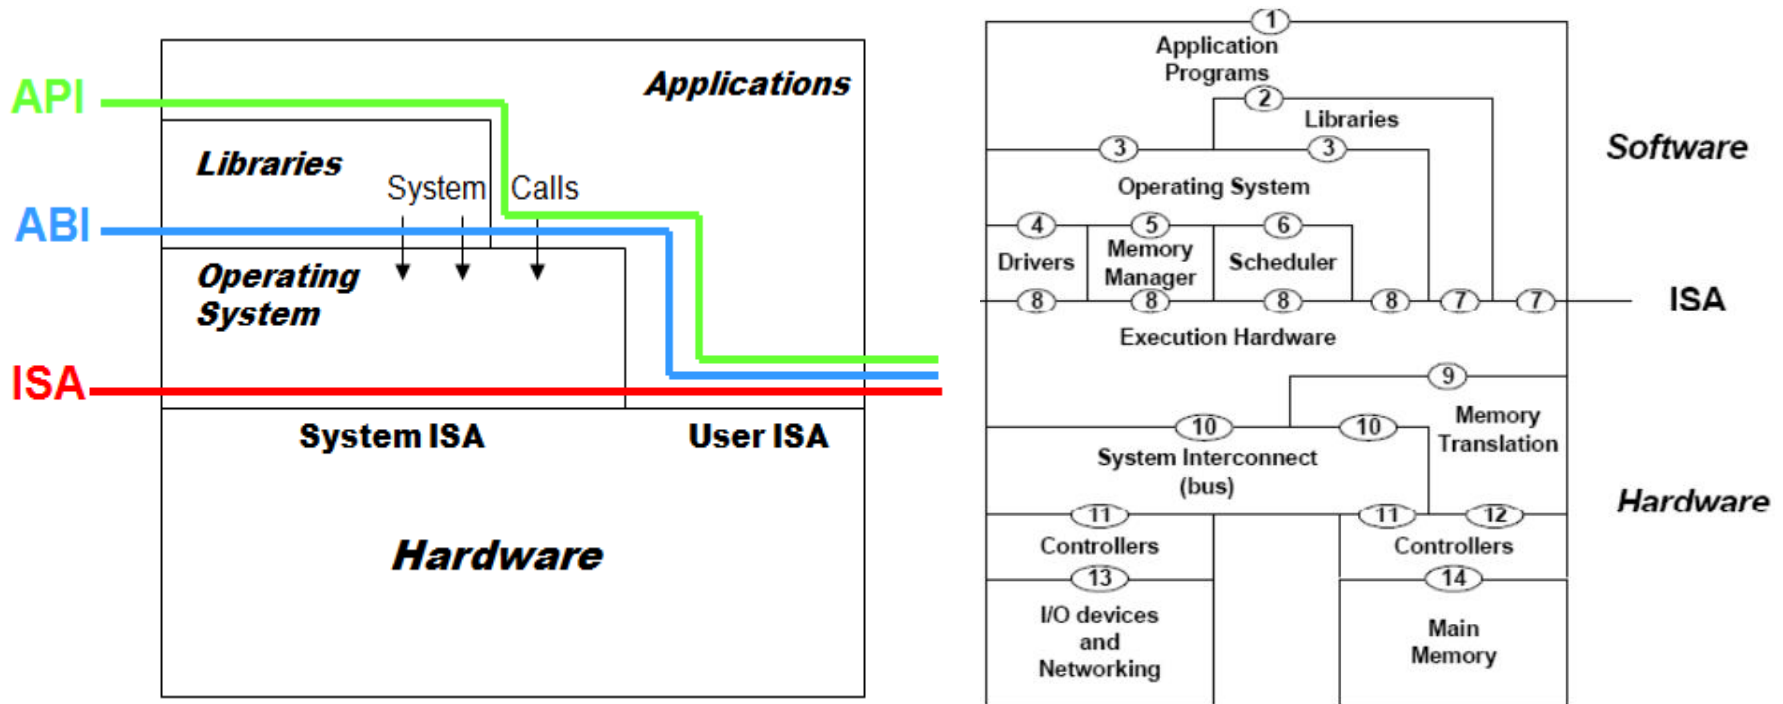 API
Applications
Libraries
System Calls
ABI
Operating
System
ISA
System ISA
User ISA
Hardware
1
Application
Programs
2
Libraries
Software
3
3
Operating System
4
5
6
Drivers
Memory
Manager
Scheduler
8
8
8
8
7
7
ISA
Execution Hardware
9
Memory
Translation
10
10
System Interconnect
(bus)
Hardware
11
11
12
Controllers
Controllers
13
14
I/O devices
and
Networking
Main
Memory